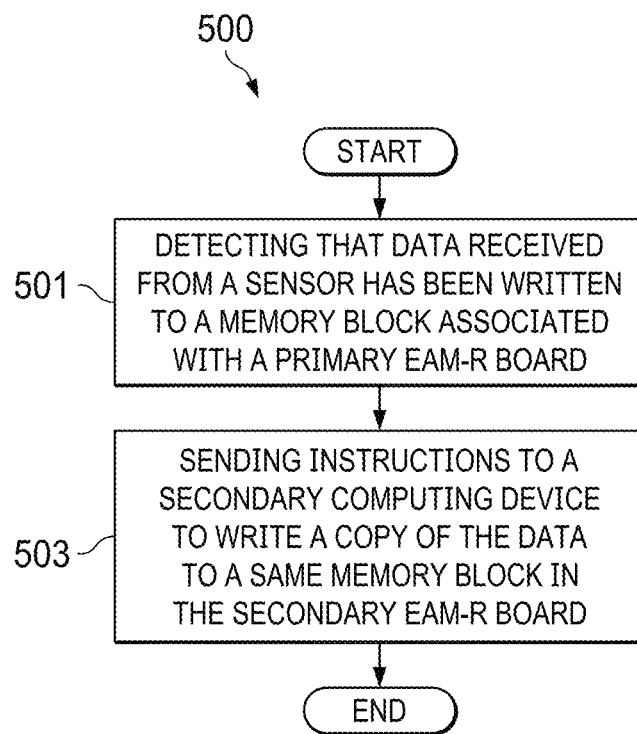 500
START
501
DETECTING THAT DATA RECEIVED
FROM A SENSOR HAS BEEN WRITTEN
TO A MEMORY BLOCK ASSOCIATED
WITH A PRIMARY EAM-R BOARD
503
SENDING INSTRUCTIONS TO A
SECONDARY COMPUTING DEVICE
TO WRITE A COPY OF THE DATA
TO A SAME MEMORY BLOCK IN
THE SECONDARY EAM-R BOARD
END